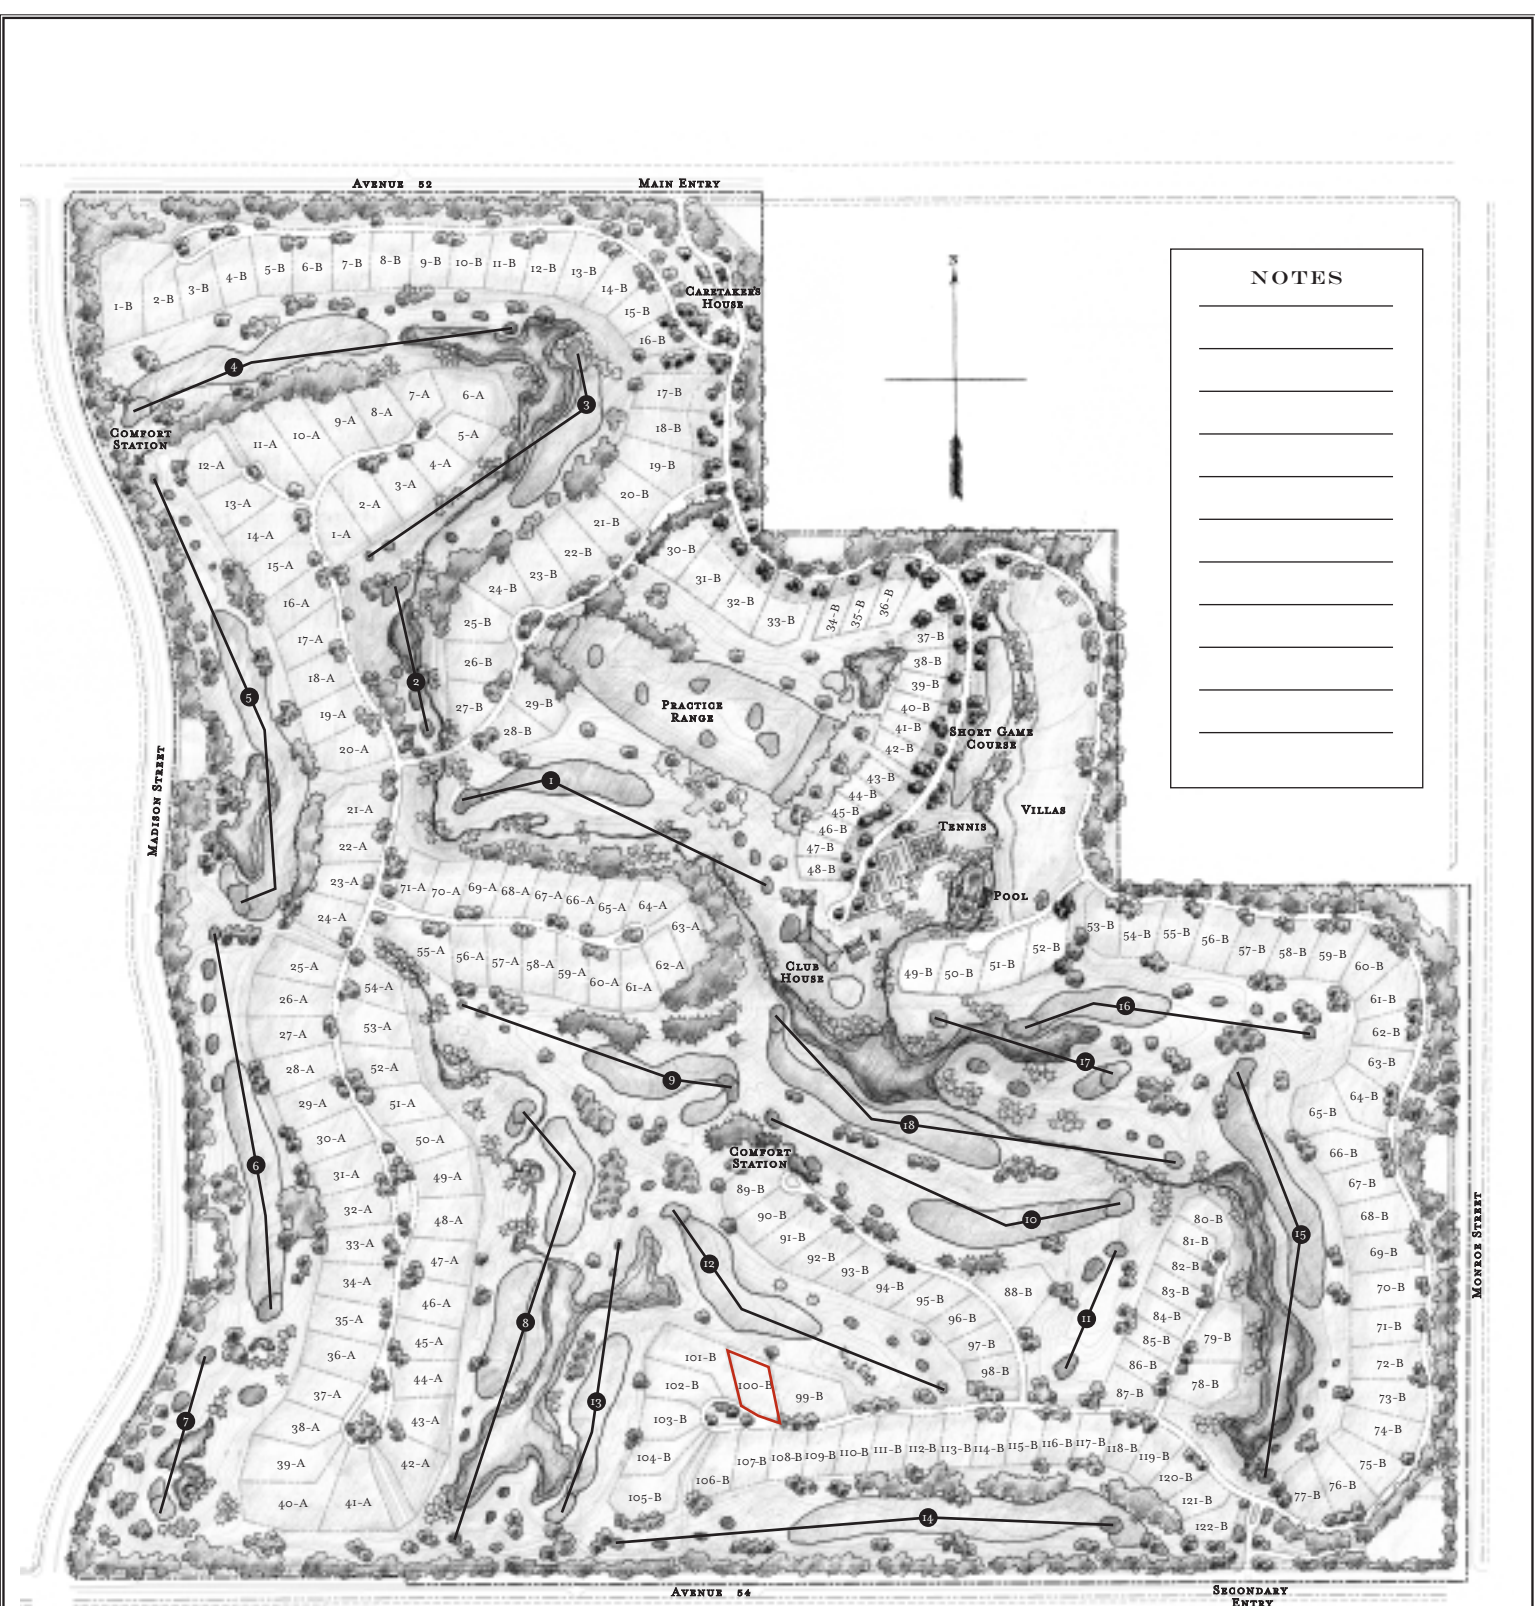 AVENUE 52
MAIN ENTRY
NOTES
N
CARETAKER'S
HOUSE
1-B
2-B
3-B
4-B
5-B
6-B
7-B
8-B
9-B
10-B
11-B
12-B
13-B
14-B
15-B
16-B
17-B
18-B
19-B
20-B
21-B
22-B
23-B
24-B
25-B
26-B
27-B
28-B
29-B
30-B
31-B
32-B
33-B
34-B
35-B
36-B
37-B
38-B
39-B
40-B
41-B
42-B
43-B
44-B
45-B
46-B
47-B
48-B
4
3
COMFORT
STATION
7-A
6-A
8-A
9-A
10-A
11-A
5-A
4-A
3-A
2-A
1-A
12-A
13-A
14-A
15-A
16-A
17-A
18-A
19-A
20-A
21-A
22-A
23-A
24-A
5
2
1
PRACTICE
RANGE
SHORT GAME
COURSE
VILLAS
TENNIS
POOL
MADISON STREET
71-A
70-A
69-A
68-A
67-A
66-A
65-A
64-A
63-A
62-A
61-A
60-A
59-A
58-A
57-A
56-A
55-A
54-A
53-A
52-A
51-A
50-A
49-A
48-A
47-A
46-A
45-A
44-A
43-A
42-A
41-A
40-A
39-A
38-A
37-A
36-A
35-A
34-A
33-A
32-A
31-A
30-A
29-A
28-A
27-A
26-A
25-A
CLUB
HOUSE
49-B
50-B
51-B
52-B
53-B
54-B
55-B
56-B
57-B
58-B
59-B
60-B
61-B
62-B
63-B
64-B
65-B
66-B
67-B
68-B
69-B
70-B
71-B
72-B
73-B
74-B
75-B
76-B
77-B
78-B
79-B
80-B
81-B
82-B
83-B
84-B
85-B
86-B
87-B
88-B
16
17
9
18
6
10
15
12
8
11
13
7
14
COMFORT
STATION
89-B
90-B
91-B
92-B
93-B
94-B
95-B
96-B
97-B
98-B
99-B
100-B
101-B
102-B
103-B
104-B
105-B
106-B
107-B
108-B
109-B
110-B
111-B
112-B
113-B
114-B
115-B
116-B
117-B
118-B
119-B
120-B
121-B
122-B
MONROE STREET
AVENUE 54
SECONDARY
ENTRY